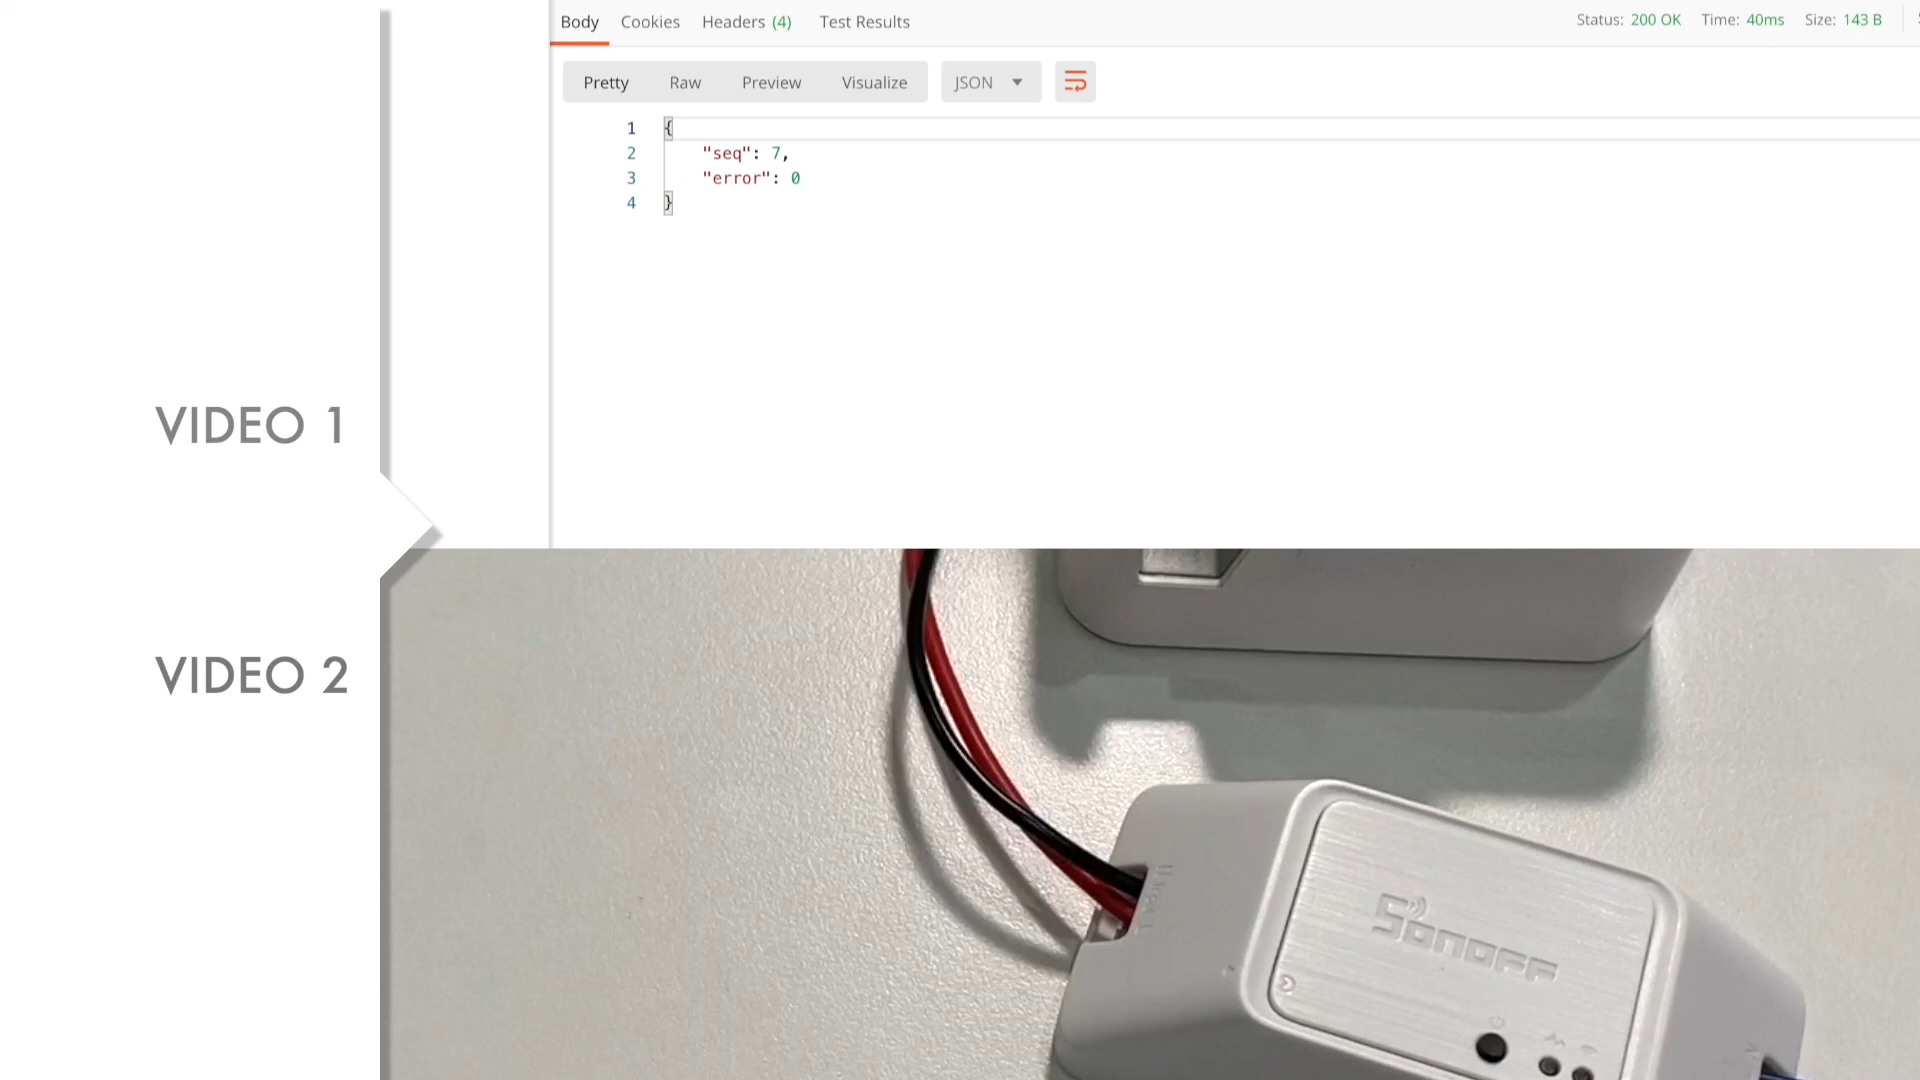 Body Cookies Headers (4) Test Results Status: 200 OK Time: 40ms Size: 143 B
Pretty Raw Preview Visualize JSON
1 {
2 "seq": 7,
3 "error": 0
4 }
VIDEO 1
VIDEO 2
SONOFF